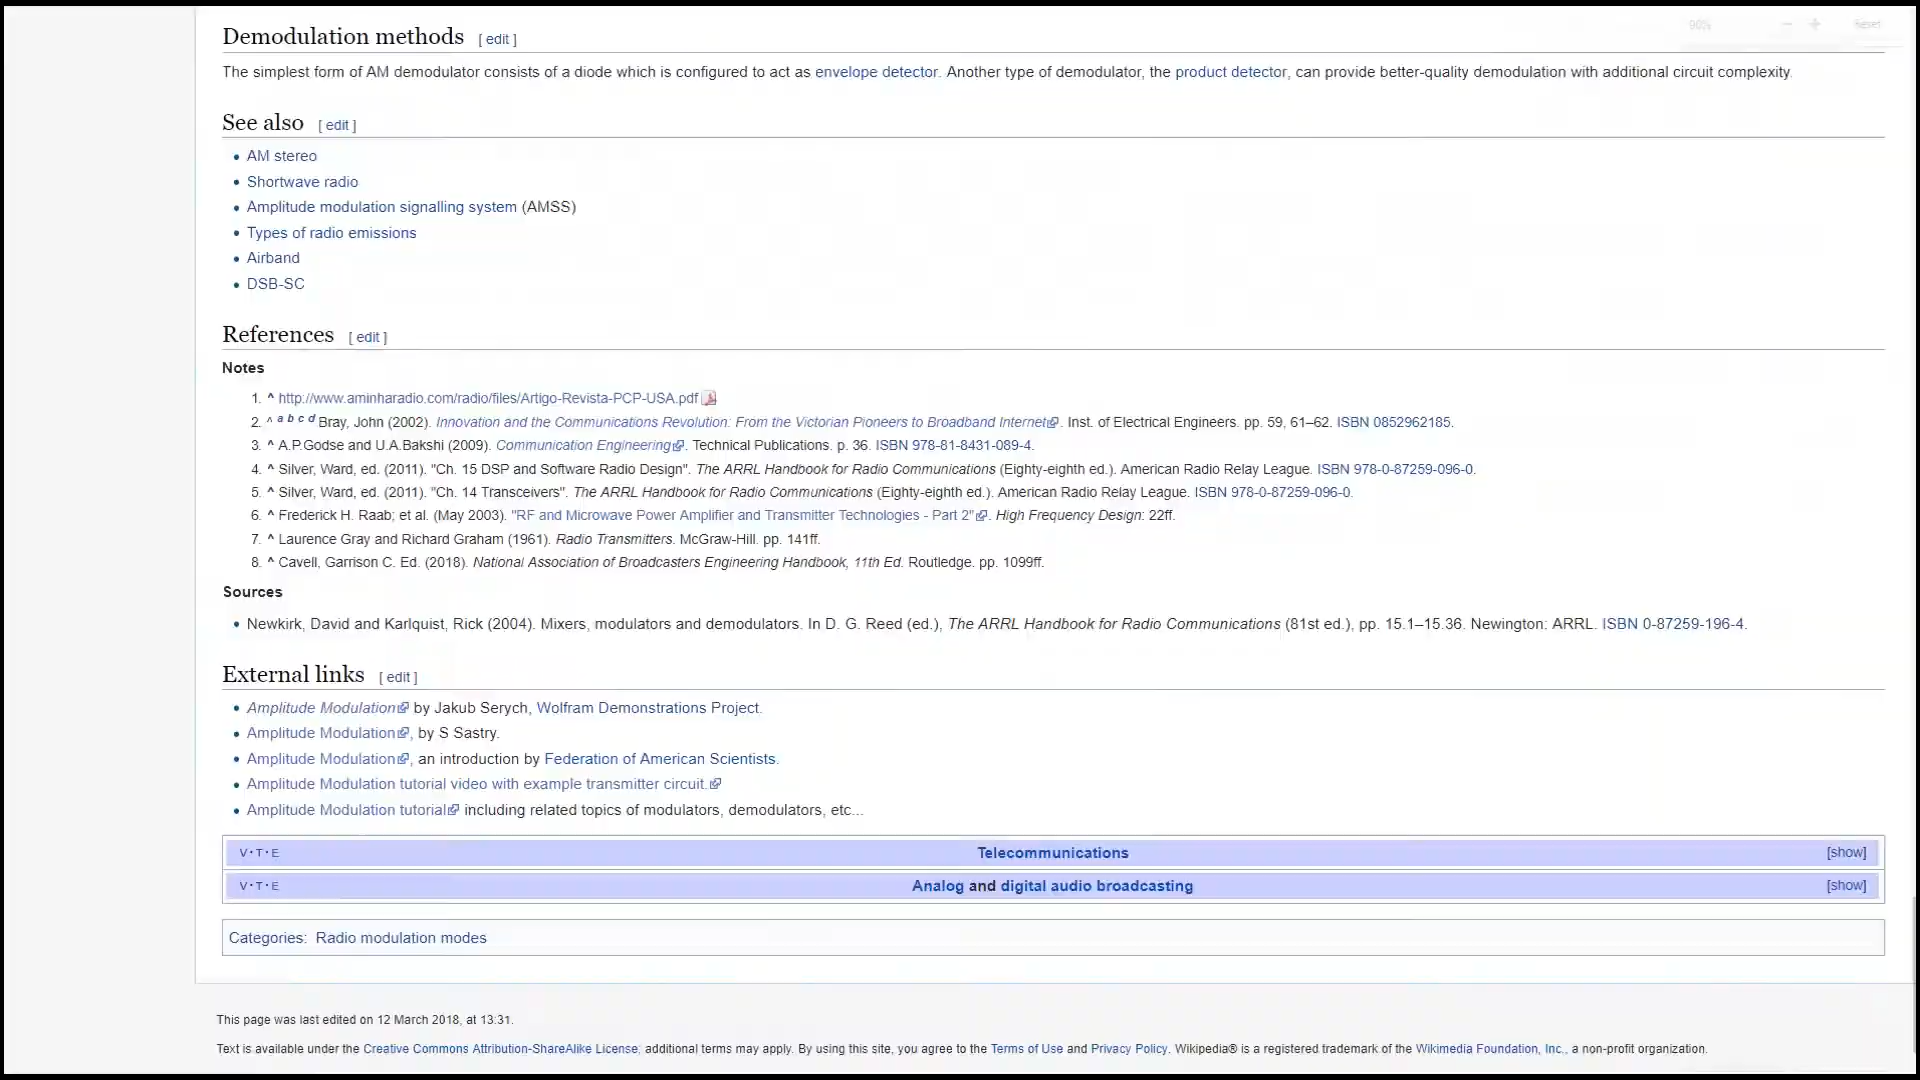 90% − + Reset
Demodulation methods [ edit ]
The simplest form of AM demodulator consists of a diode which is configured to act as envelope detector. Another type of demodulator, the product detector, can provide better-quality demodulation with additional circuit complexity.
See also [ edit ]
• AM stereo
• Shortwave radio
• Amplitude modulation signalling system (AMSS)
• Types of radio emissions
• Airband
• DSB-SC
References [ edit ]
Notes
1. ^ http://www.aminharadio.com/radio/files/Artigo-Revista-PCP-USA.pdf
2. ^ a b c d Bray, John (2002). Innovation and the Communications Revolution: From the Victorian Pioneers to Broadband Internet. Inst. of Electrical Engineers. pp. 59, 61–62. ISBN 0852962185.
3. ^ A.P.Godse and U.A.Bakshi (2009). Communication Engineering. Technical Publications. p. 36. ISBN 978-81-8431-089-4.
4. ^ Silver, Ward, ed. (2011). "Ch. 15 DSP and Software Radio Design". The ARRL Handbook for Radio Communications (Eighty-eighth ed.). American Radio Relay League. ISBN 978-0-87259-096-0.
5. ^ Silver, Ward, ed. (2011). "Ch. 14 Transceivers". The ARRL Handbook for Radio Communications (Eighty-eighth ed.). American Radio Relay League. ISBN 978-0-87259-096-0.
6. ^ Frederick H. Raab; et al. (May 2003). "RF and Microwave Power Amplifier and Transmitter Technologies - Part 2". High Frequency Design: 22ff.
7. ^ Laurence Gray and Richard Graham (1961). Radio Transmitters. McGraw-Hill. pp. 141ff.
8. ^ Cavell, Garrison C. Ed. (2018). National Association of Broadcasters Engineering Handbook, 11th Ed. Routledge. pp. 1099ff.
Sources
• Newkirk, David and Karlquist, Rick (2004). Mixers, modulators and demodulators. In D. G. Reed (ed.), The ARRL Handbook for Radio Communications (81st ed.), pp. 15.1–15.36. Newington: ARRL. ISBN 0-87259-196-4.
External links [ edit ]
• Amplitude Modulation by Jakub Serych, Wolfram Demonstrations Project.
• Amplitude Modulation, by S Sastry.
• Amplitude Modulation, an introduction by Federation of American Scientists.
• Amplitude Modulation tutorial video with example transmitter circuit.
• Amplitude Modulation tutorial including related topics of modulators, demodulators, etc...
V·T·E Telecommunications [show]
V·T·E Analog and digital audio broadcasting [show]
Categories: Radio modulation modes
This page was last edited on 12 March 2018, at 13:31.
Text is available under the Creative Commons Attribution-ShareAlike License; additional terms may apply. By using this site, you agree to the Terms of Use and Privacy Policy. Wikipedia® is a registered trademark of the Wikimedia Foundation, Inc., a non-profit organization.